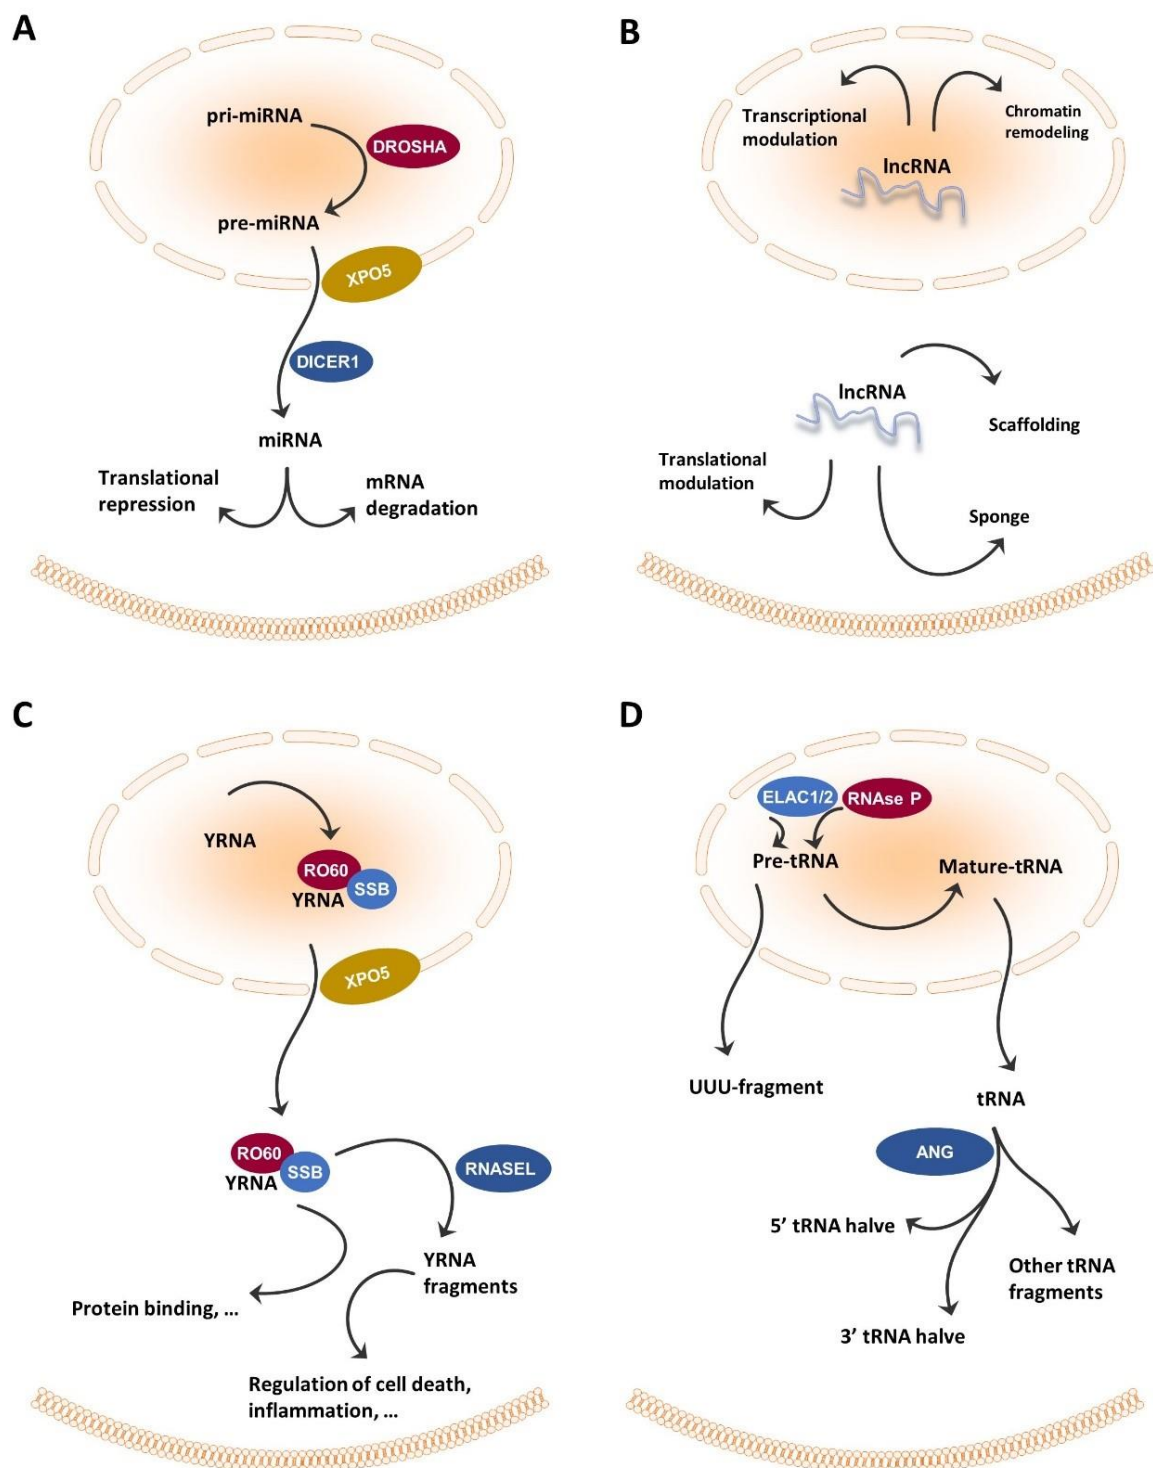 A
pri-miRNA
DROSHA
pre-miRNA
XPO5
DICER1
miRNA
Translational
repression
mRNA
degradation
B
Transcriptional
modulation
Chromatin
remodeling
lncRNA
lncRNA
Scaffolding
Translational
modulation
Sponge
C
YRNA
RO60
SSB
YRNA
XPO5
RO60
SSB
YRNA
RNASEL
YRNA
fragments
Protein binding, ...
Regulation of cell death,
inflammation, ...
D
ELAC1/2
RNAse P
Pre-tRNA
Mature-tRNA
UUU-fragment
tRNA
ANG
5’ tRNA halve
Other tRNA
fragments
3’ tRNA halve